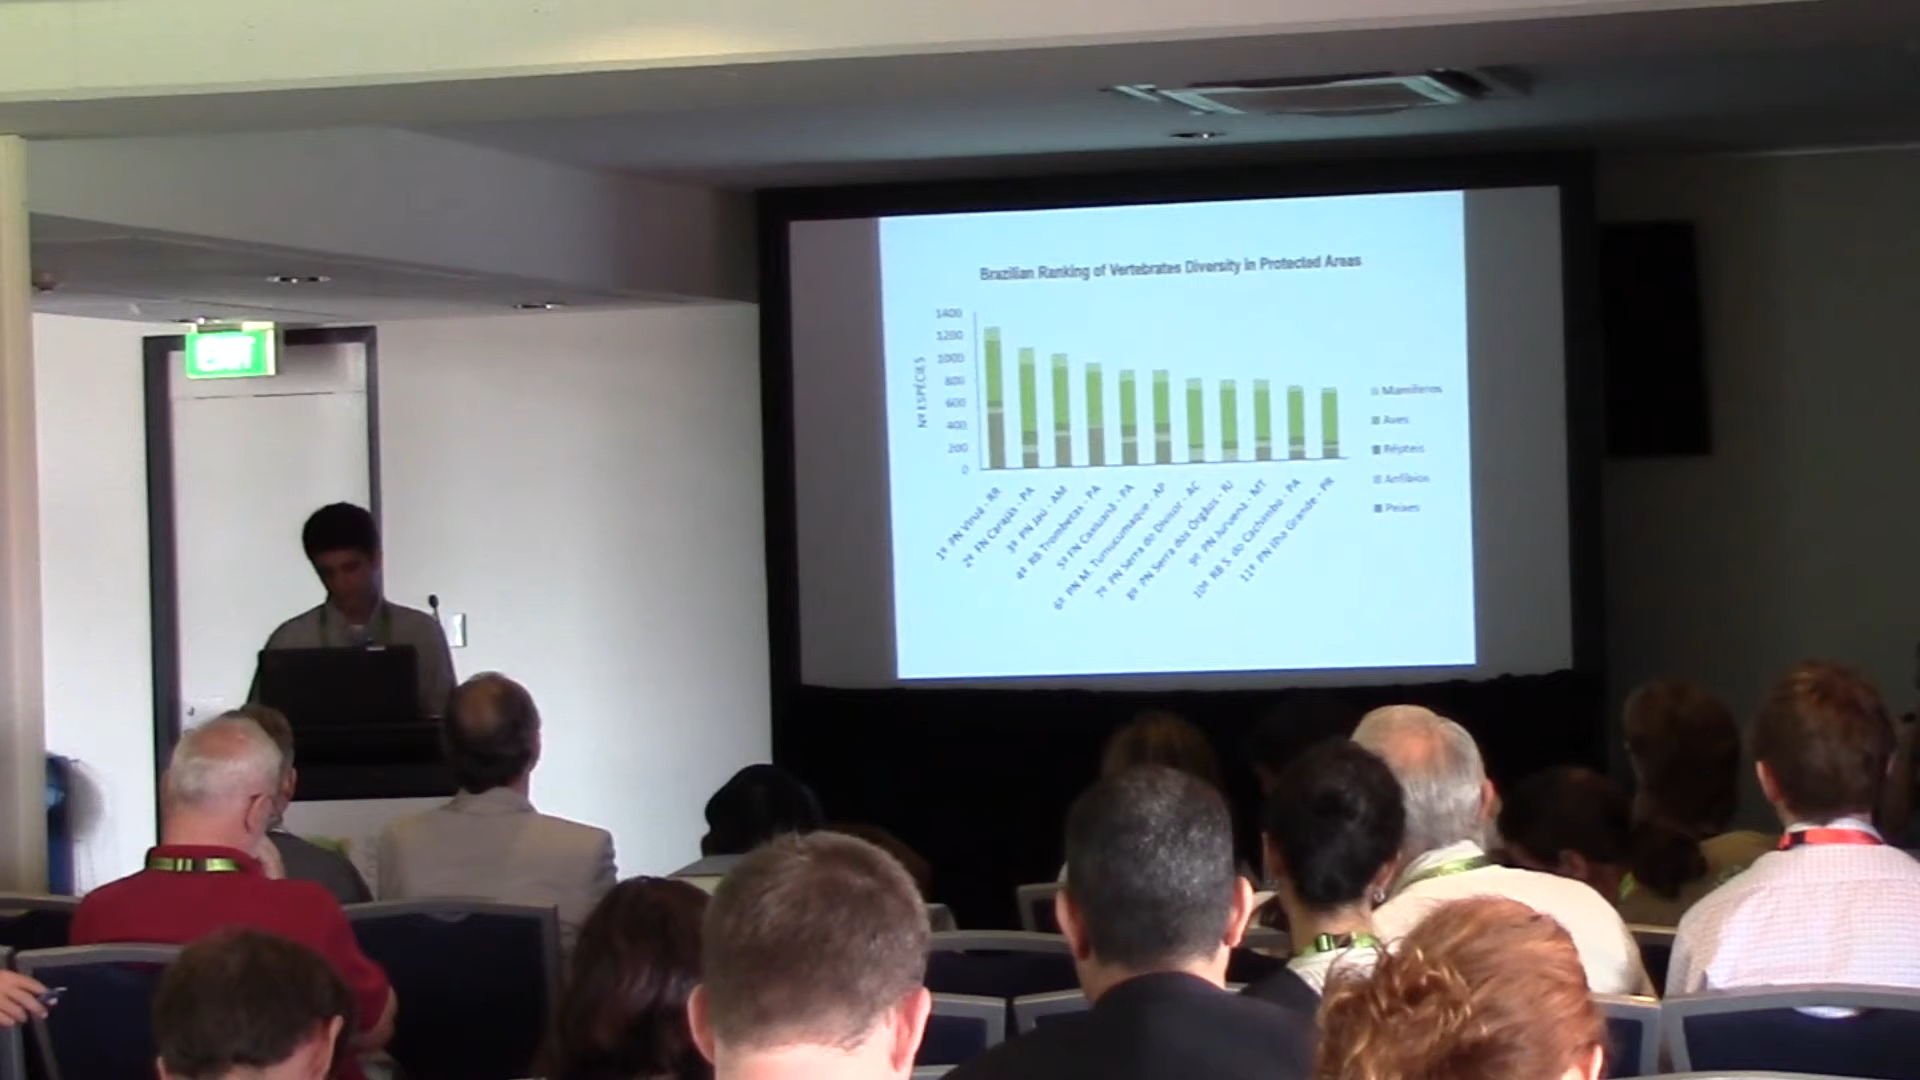 EXIT
Brazilian Ranking of Vertebrates Diversity in Protected Areas
Nº ESPÉCIES
1400
1200
1000
800
600
400
200
0
1º PN Viruá - RR
2º FN Carajás - PA
3º PN Jaú - AM
4º RB Trombetas - PA
5º FN Caxiuanã - PA
6º PN M. Tumucumaque - AP
7º PN Serra do Divisor - AC
8º PN Serra dos Órgãos - RJ
9º PN Juruena - MT
10º RB S. do Cachimbo - PA
11º PN Ilha Grande - PR
Mamíferos
Aves
Répteis
Anfíbios
Peixes